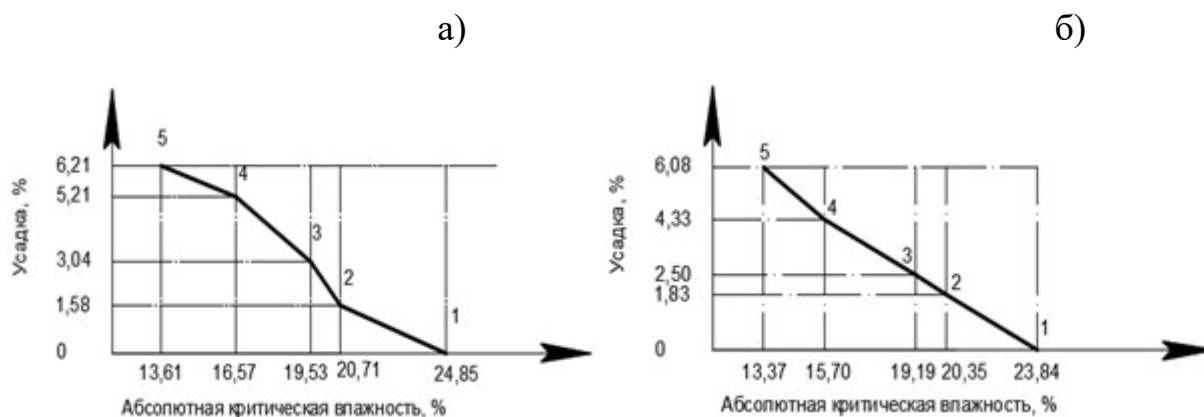 а)
б)
Усадка, %
6,21
5,21
3,04
1,58
0
5
4
3
2
1
13,61 16,57 19,53 20,71 24,85
Абсолютная критическая влажность, %
Усадка, %
6,08
4,33
2,50
1,83
0
5
4
3
2
1
13,37 15,70 19,19 20,35 23,84
Абсолютная критическая влажность, %